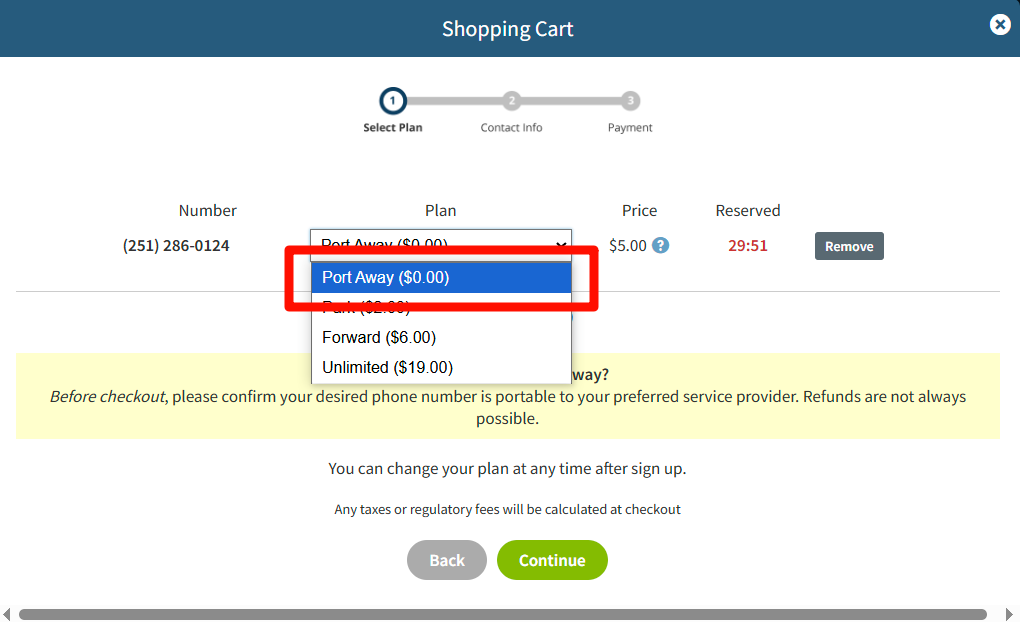 Shopping Cart
1 2 3
Select Plan Contact Info Payment
Number Plan Price Reserved
(251) 286-0124 Port Away ($0.00) $5.00 ? 29:51 Remove
Port Away ($0.00)
Park ($2.00)
Forward ($6.00)
Unlimited ($19.00)
way?
Before checkout, please confirm your desired phone number is portable to your preferred service provider. Refunds are not always
possible.
You can change your plan at any time after sign up.
Any taxes or regulatory fees will be calculated at checkout
Back Continue